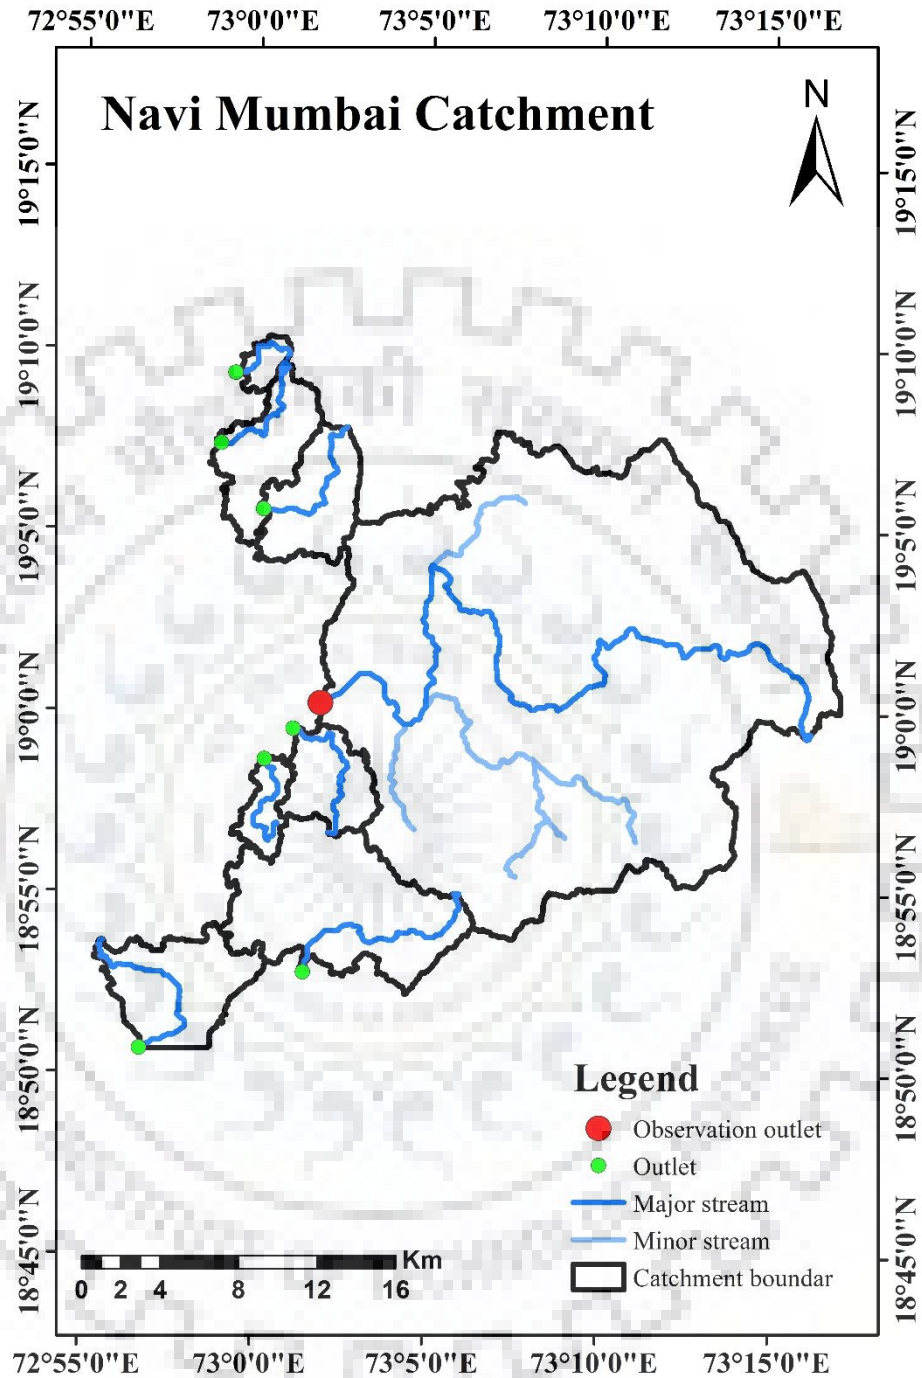 72°55'0"E 73°0'0"E 73°5'0"E 73°10'0"E 73°15'0"E
Navi Mumbai Catchment
N
19°15'0"N 19°15'0"N
19°10'0"N 19°10'0"N
19°5'0"N 19°5'0"N
19°0'0"N 19°0'0"N
18°55'0"N 18°55'0"N
18°50'0"N 18°50'0"N
18°45'0"N 18°45'0"N
Legend
Observation outlet
Outlet
Major stream
Minor stream
Catchment boundar
Km
0 2 4 8 12 16
72°55'0"E 73°0'0"E 73°5'0"E 73°10'0"E 73°15'0"E